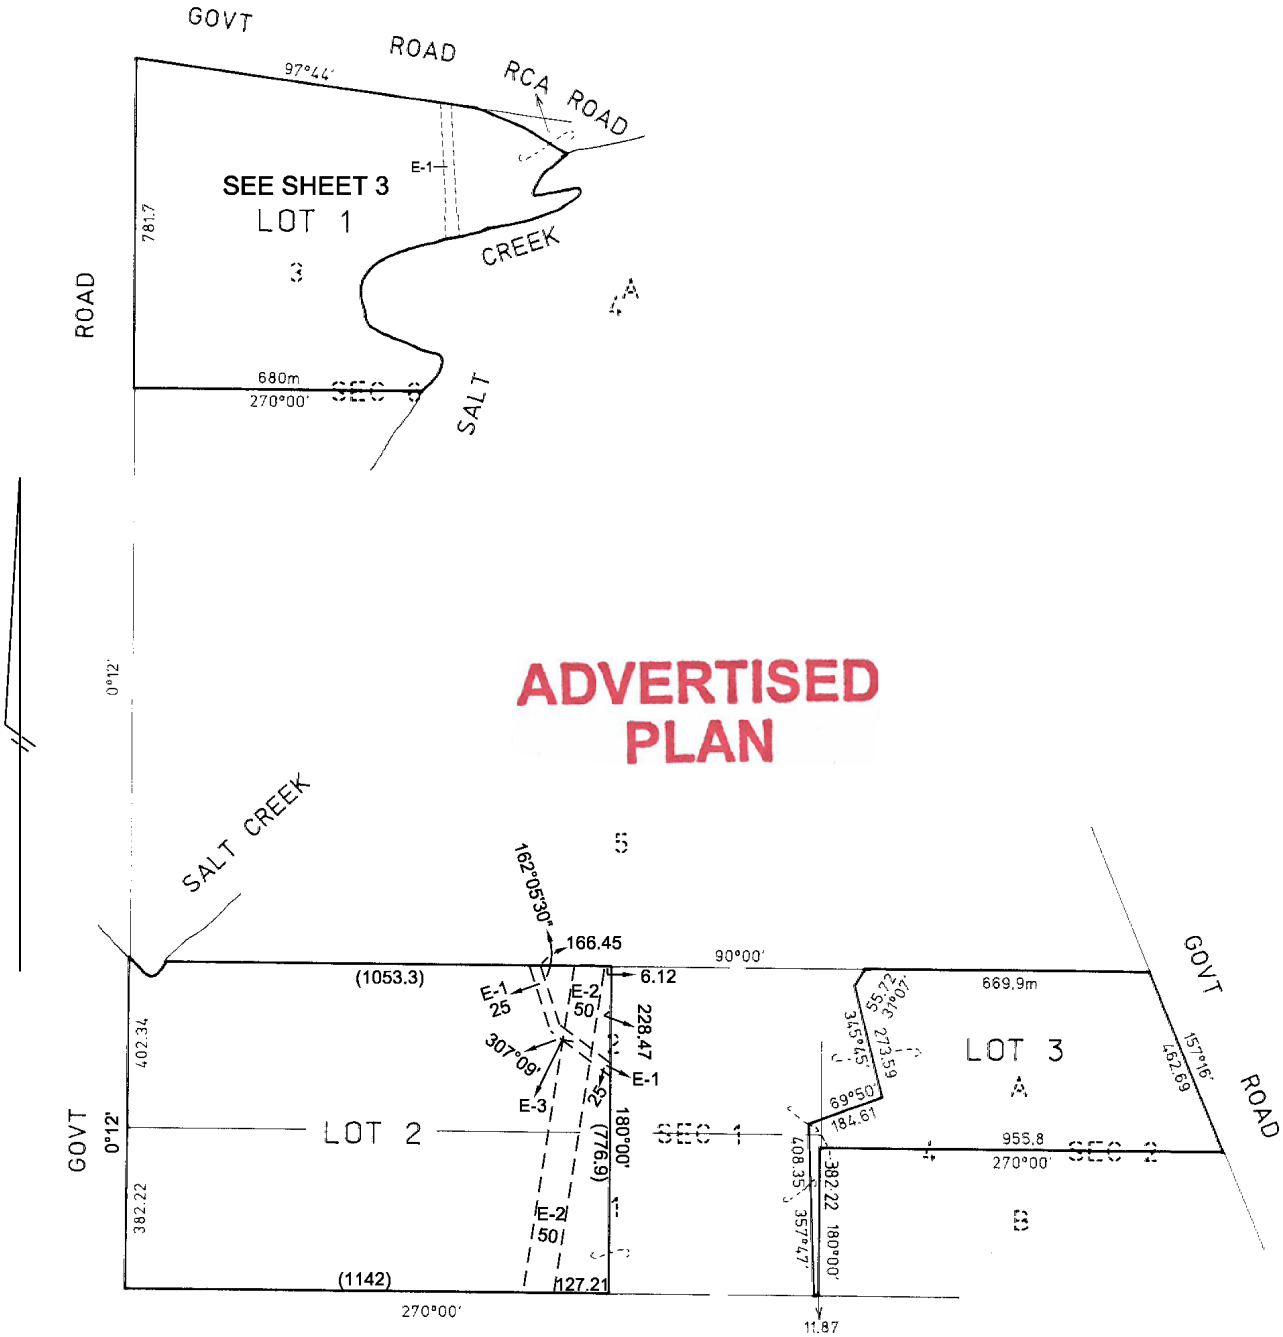 GOVT
ROAD
RCA ROAD
97°44'
E-1
SEE SHEET 3
LOT 1
781.7
3
CREEK
4A
ROAD
680m
SEC
270°00'
SALT
0°12'
ADVERTISED
PLAN
SALT CREEK
5
162°05'30"
166.45
90°00'
6.12
(1053.3)
E-1
25
E-2
50
228.47
307°09'
E-3
E-1
25
2
402.34
GOVT
0°12'
LOT 2
180°00'
(776.9)
SEC 1
1
382.22
E-2
50
(1142)
127.21
270°00'
GOVT
ROAD
669.9m
55.72
31°07'
345°45'
273.59
LOT 3
A
157°16'
462.69
69°50'
184.61
955.8
4
SEC 2
270°00'
408.35
357°47'
382.22
180°00'
B
11.87